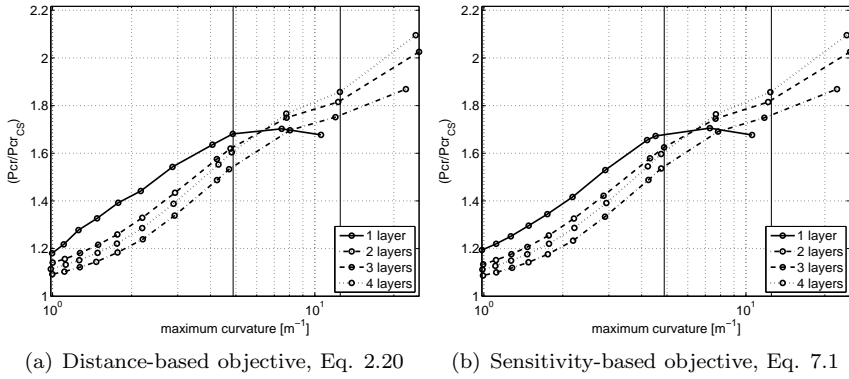 2.2
2
1.8
1.6
1.4
1.2
1
(Pcr/Pcr_CS)
10^0
10^1
maximum curvature [m^−1]
1 layer
2 layers
3 layers
4 layers
(a) Distance-based objective, Eq. 2.20
2.2
2
1.8
1.6
1.4
1.2
1
(Pcr/Pcr_CS)
10^0
10^1
maximum curvature [m^−1]
1 layer
2 layers
3 layers
4 layers
(b) Sensitivity-based objective, Eq. 7.1